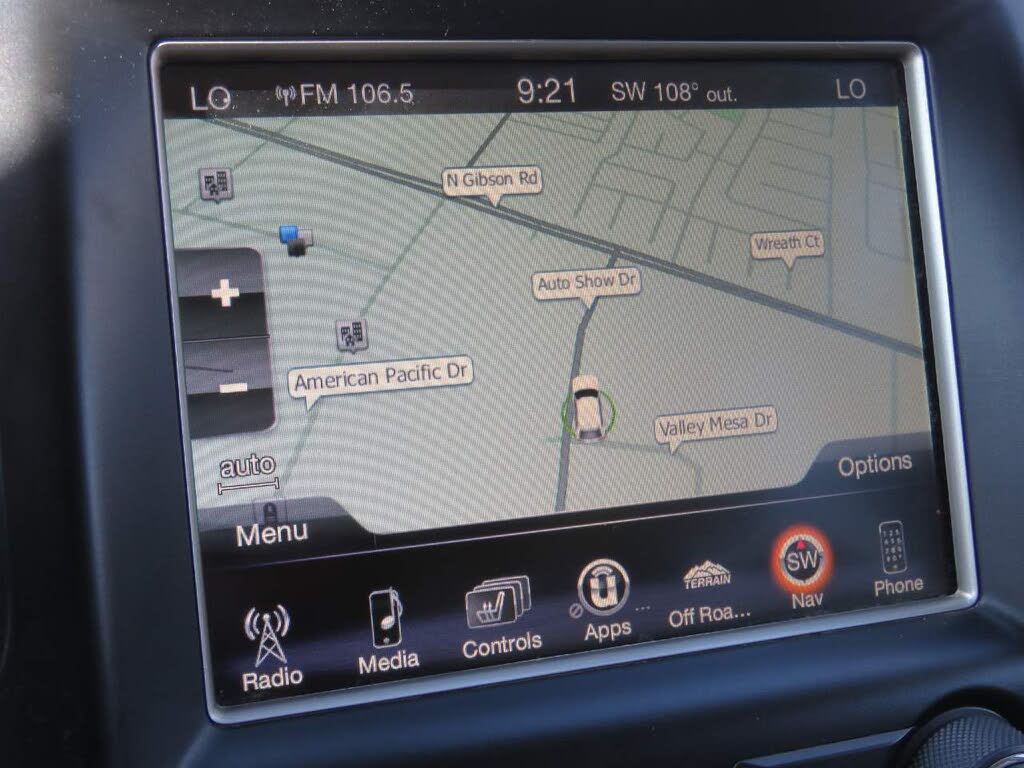 LO FM 106.5 9:21 SW 108° out. LO
N Gibson Rd
Wreath Ct
Auto Show Dr
American Pacific Dr
Valley Mesa Dr
auto
Options
Menu
TERRAIN
SW
Radio Media Controls Apps ... Off Roa... Nav Phone